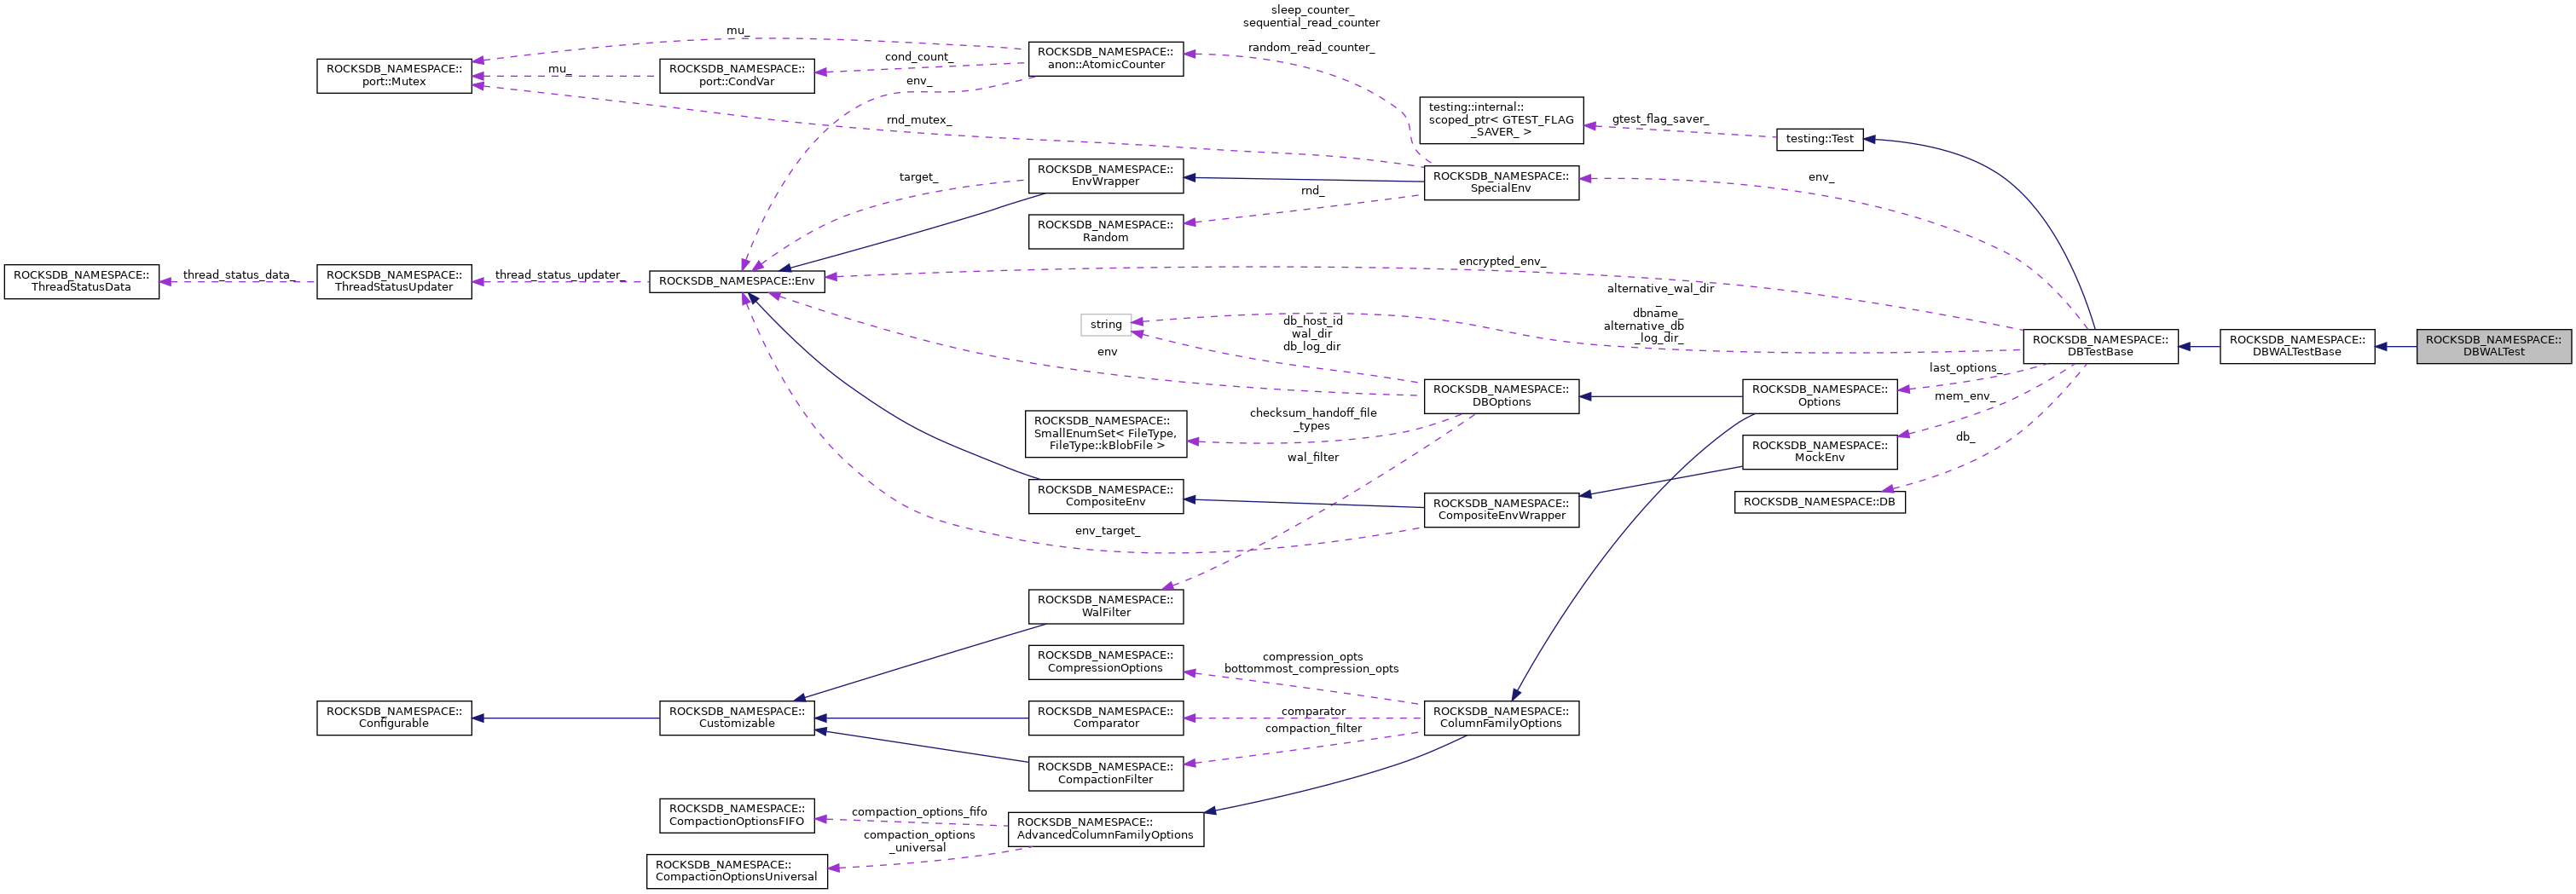 sleep_counter_
sequential_read_counter
_
random_read_counter_
mu_
ROCKSDB_NAMESPACE::
anon::AtomicCounter
cond_count_
ROCKSDB_NAMESPACE::
port::Mutex
mu_
ROCKSDB_NAMESPACE::
port::CondVar
env_
testing::internal::
scoped_ptr< GTEST_FLAG
_SAVER_ >
gtest_flag_saver_
testing::Test
rnd_mutex_
ROCKSDB_NAMESPACE::
EnvWrapper
target_
ROCKSDB_NAMESPACE::
SpecialEnv
env_
rnd_
ROCKSDB_NAMESPACE::
Random
ROCKSDB_NAMESPACE::
ThreadStatusData
thread_status_data_
ROCKSDB_NAMESPACE::
ThreadStatusUpdater
thread_status_updater_
ROCKSDB_NAMESPACE::Env
encrypted_env_
alternative_wal_dir
_
dbname_
alternative_db
_log_dir_
string
db_host_id
wal_dir
db_log_dir
env
ROCKSDB_NAMESPACE::
DBTestBase
ROCKSDB_NAMESPACE::
DBWALTestBase
ROCKSDB_NAMESPACE::
DBWALTest
last_options_
mem_env_
db_
ROCKSDB_NAMESPACE::
DBOptions
ROCKSDB_NAMESPACE::
Options
ROCKSDB_NAMESPACE::
SmallEnumSet< FileType,
FileType::kBlobFile >
checksum_handoff_file
_types
wal_filter
ROCKSDB_NAMESPACE::
MockEnv
ROCKSDB_NAMESPACE::DB
ROCKSDB_NAMESPACE::
CompositeEnv
ROCKSDB_NAMESPACE::
CompositeEnvWrapper
env_target_
ROCKSDB_NAMESPACE::
WalFilter
ROCKSDB_NAMESPACE::
CompressionOptions
compression_opts
bottommost_compression_opts
ROCKSDB_NAMESPACE::
Configurable
ROCKSDB_NAMESPACE::
Customizable
ROCKSDB_NAMESPACE::
Comparator
comparator
compaction_filter
ROCKSDB_NAMESPACE::
ColumnFamilyOptions
ROCKSDB_NAMESPACE::
CompactionFilter
ROCKSDB_NAMESPACE::
CompactionOptionsFIFO
compaction_options_fifo
ROCKSDB_NAMESPACE::
AdvancedColumnFamilyOptions
compaction_options
_universal
ROCKSDB_NAMESPACE::
CompactionOptionsUniversal